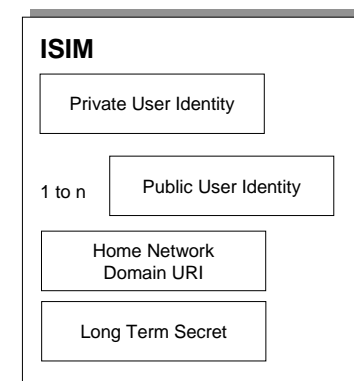 ISIM
Private User Identity
1 to n
Public User Identity
Home Network
Domain URI
Long Term Secret